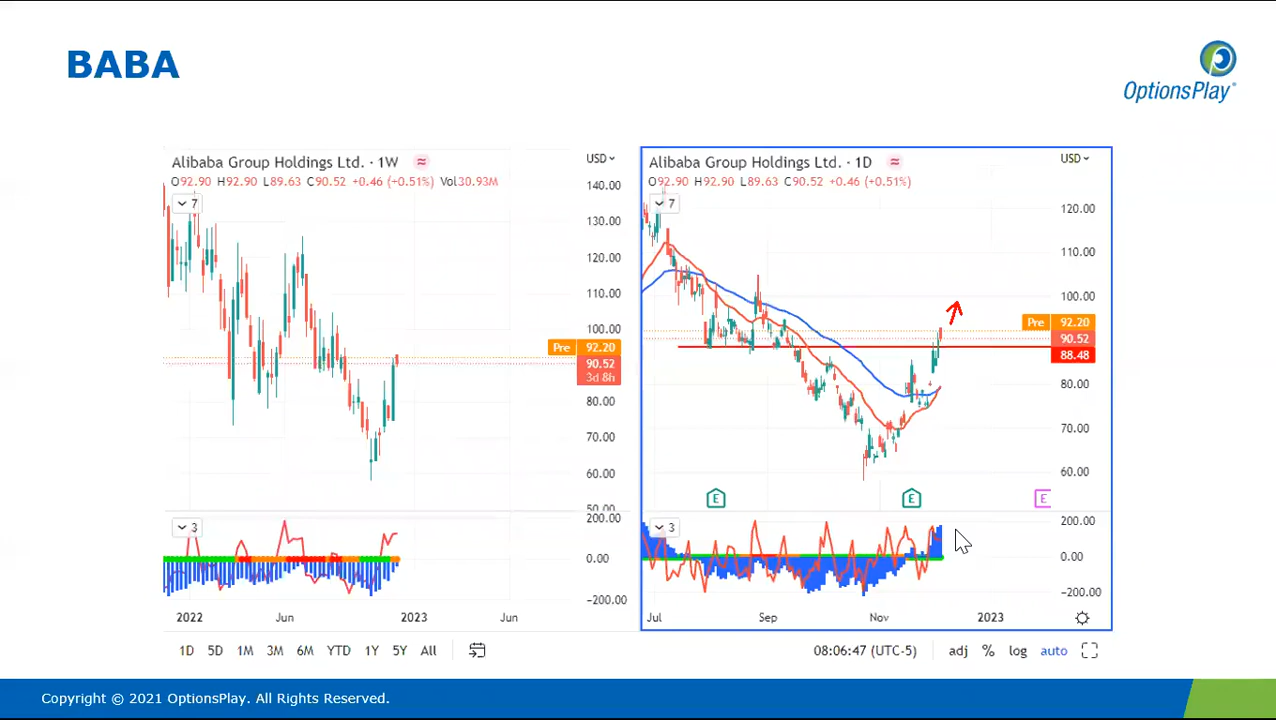 BABA
OptionsPlay®
Alibaba Group Holdings Ltd. · 1W ≈ USD
O92.90 H92.90 L89.63 C90.52 +0.46 (+0.51%) Vol30.93M
7
140.00
130.00
120.00
110.00
100.00
Pre 92.20
90.52
3d 8h
80.00
70.00
60.00
50.00
3
200.00
0.00
−200.00
2022 Jun 2023 Jun
Alibaba Group Holdings Ltd. · 1D ≈ USD
O92.90 H92.90 L89.63 C90.52 +0.46 (+0.51%)
7
120.00
110.00
100.00
Pre 92.20
90.52
88.48
80.00
70.00
60.00
E E E
3
200.00
0.00
−200.00
Jul Sep Nov 2023
1D 5D 1M 3M 6M YTD 1Y 5Y All
08:06:47 (UTC-5) adj % log auto
Copyright © 2021 OptionsPlay. All Rights Reserved.